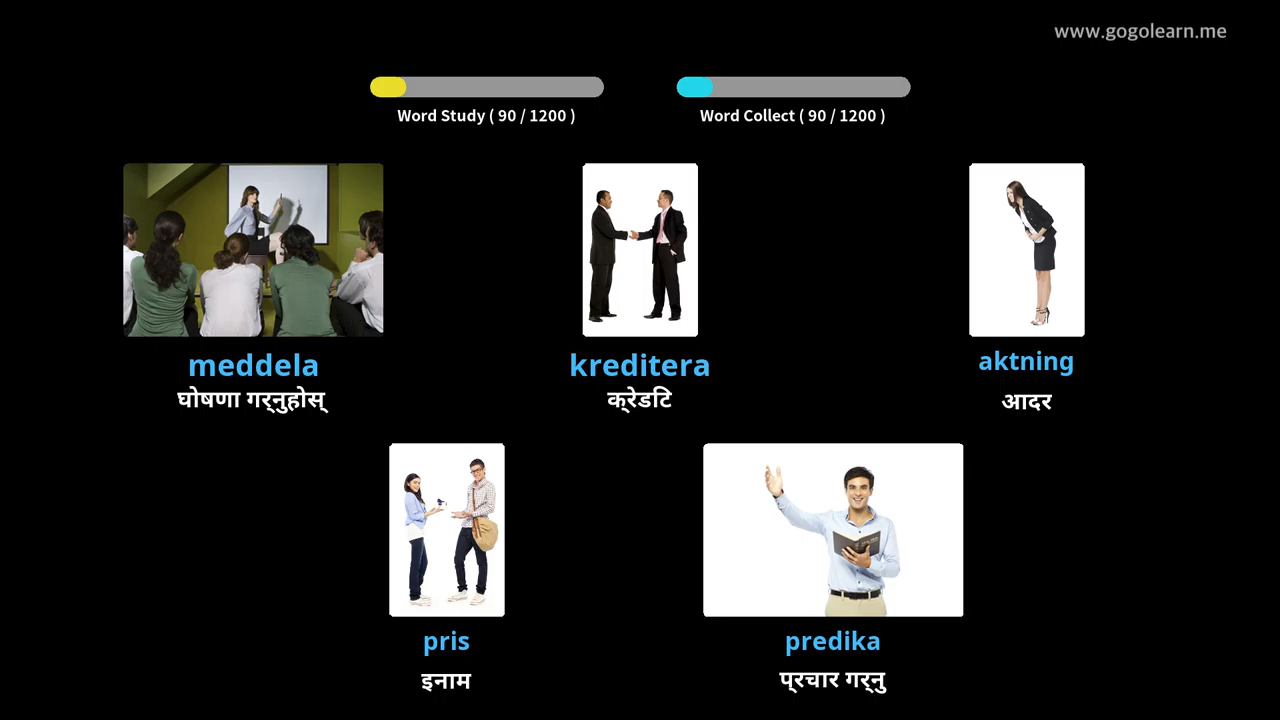 www.gogolearn.me
Word Study ( 90 / 1200 )
Word Collect ( 90 / 1200 )
meddela
घोषणा गर्नुहोस्
kreditera
क्रेडिट
aktning
आदर
pris
इनाम
predika
प्रचार गर्नु